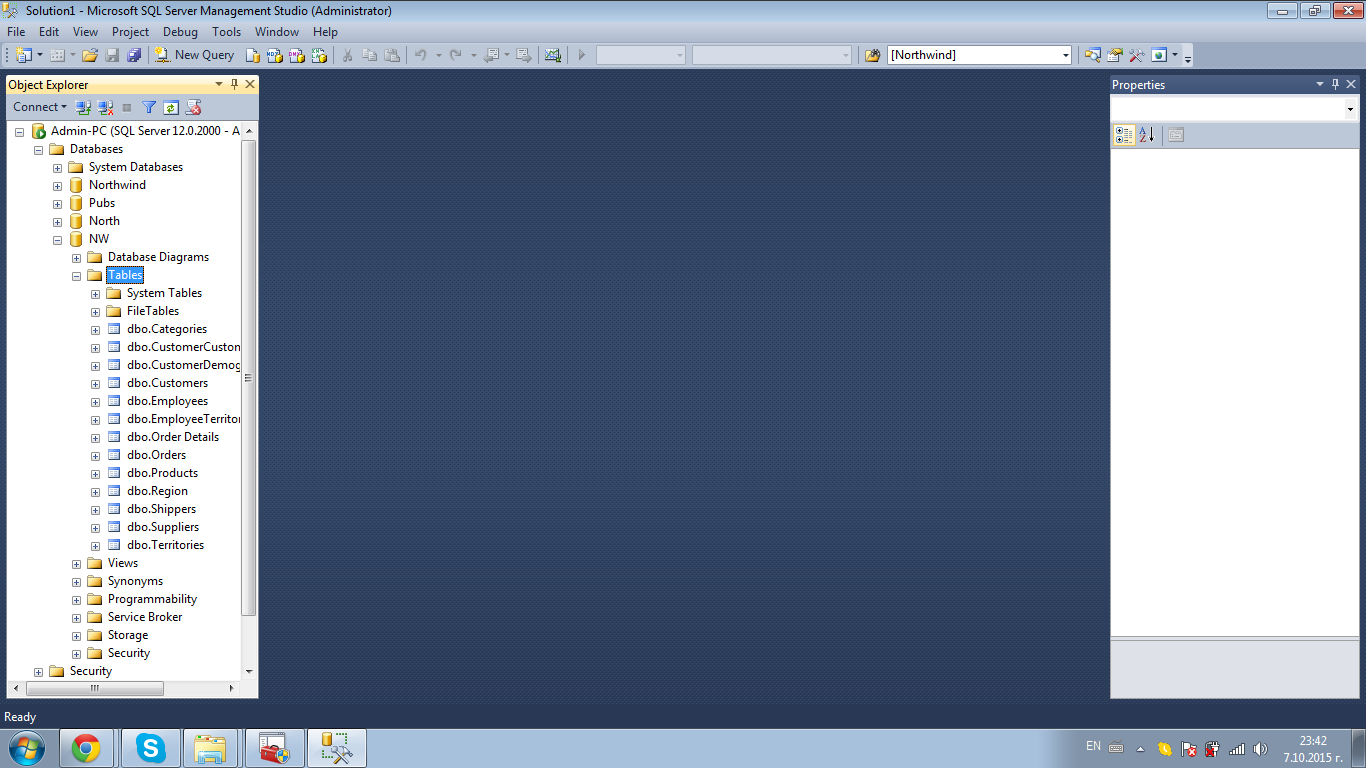 Solution1 - Microsoft SQL Server Management Studio (Administrator)
File Edit View Project Debug Tools Window Help
New Query [Northwind]
Object Explorer
Connect
Admin-PC (SQL Server 12.0.2000 - A
Databases
System Databases
Northwind
Pubs
North
NW
Database Diagrams
Tables
System Tables
FileTables
dbo.Categories
dbo.CustomerCustom
dbo.CustomerDemog
dbo.Customers
dbo.Employees
dbo.EmployeeTerritor
dbo.Order Details
dbo.Orders
dbo.Products
dbo.Region
dbo.Shippers
dbo.Suppliers
dbo.Territories
Views
Synonyms
Programmability
Service Broker
Storage
Security
Security
Properties
Ready
EN
23:42
7.10.2015 г.